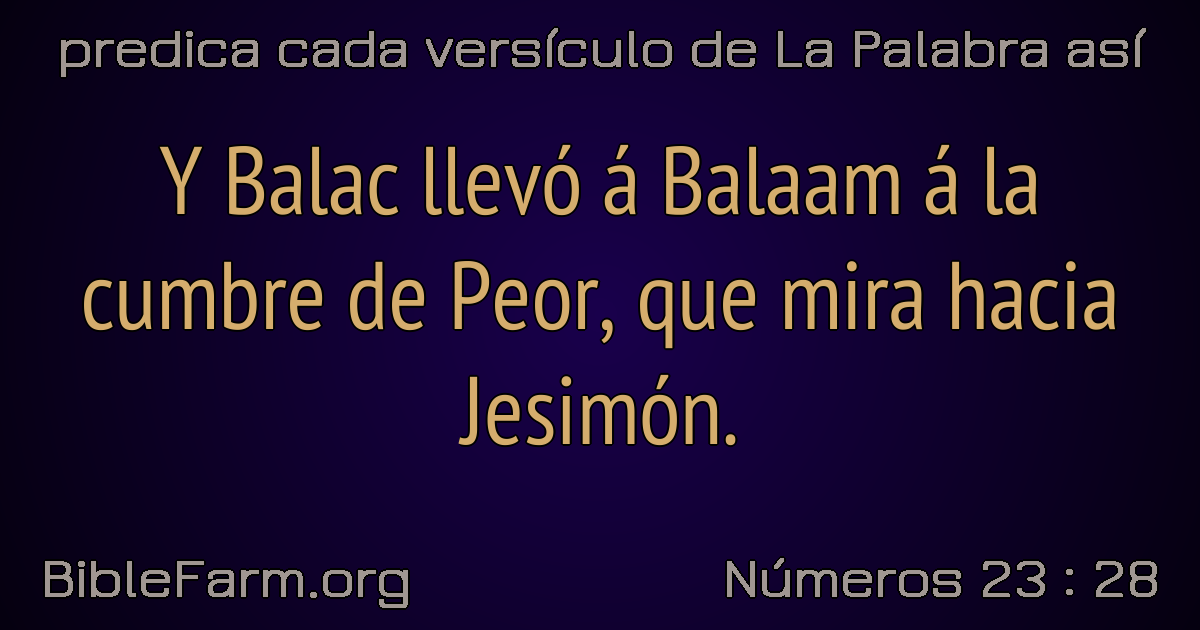 predica cada versículo de La Palabra así
Y Balac llevó á Balaam á la
cumbre de Peor, que mira hacia
Jesimón.
BibleFarm.org
Números 23 : 28